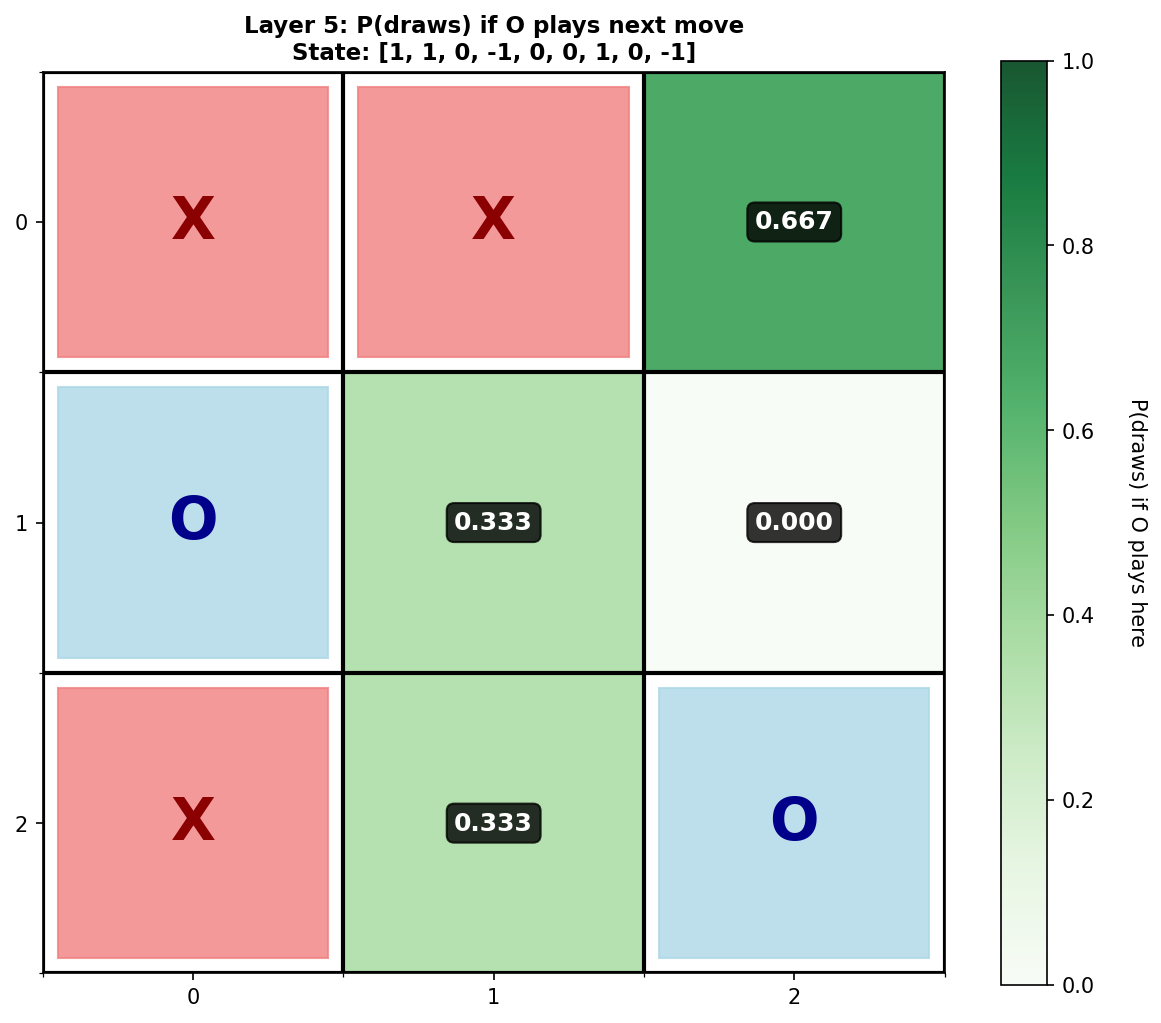 Layer 5: P(draws) if O plays next move
State: [1, 1, 0, -1, 0, 0, 1, 0, -1]
X
X
0.667
O
0.333
0.000
X
0.333
O
0
1
2
0
1
2
1.0
0.8
0.6
0.4
0.2
0.0
P(draws) if O plays here